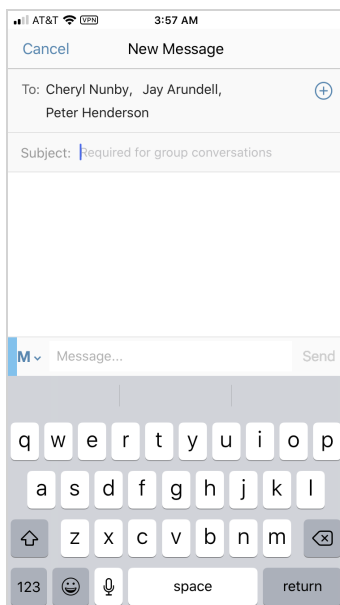 AT&T VPN 3:57 AM
Cancel New Message
To: Cheryl Nunby, Jay Arundell,
Peter Henderson
Subject: Required for group conversations
M Message... Send
q w e r t y u i o p
a s d f g h j k l
z x c v b n m
123 space return